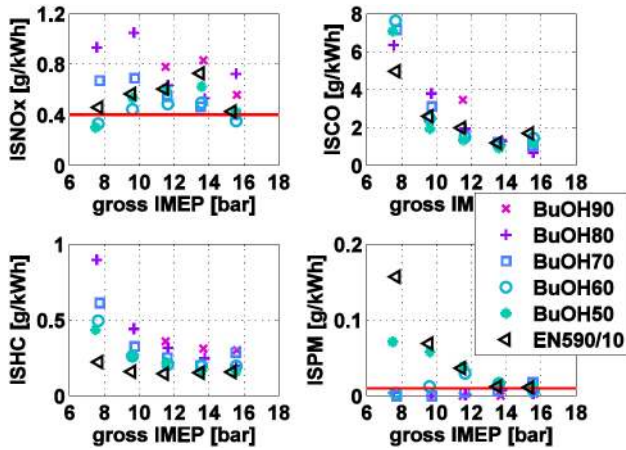 ISNOx [g/kWh]
1.2
0.8
0.4
0
6 8 10 12 14 16 18
gross IMEP [bar]
ISCO [g/kWh]
8
6
4
2
0
6 8 10 12 14 16 18
gross IMEP [bar]
ISHC [g/kWh]
1
0.5
0
6 8 10 12 14 16 18
gross IMEP [bar]
ISPM [g/kWh]
0.2
0.1
0
6 8 10 12 14 16 18
gross IMEP [bar]
BuOH90
BuOH80
BuOH70
BuOH60
BuOH50
EN590/10